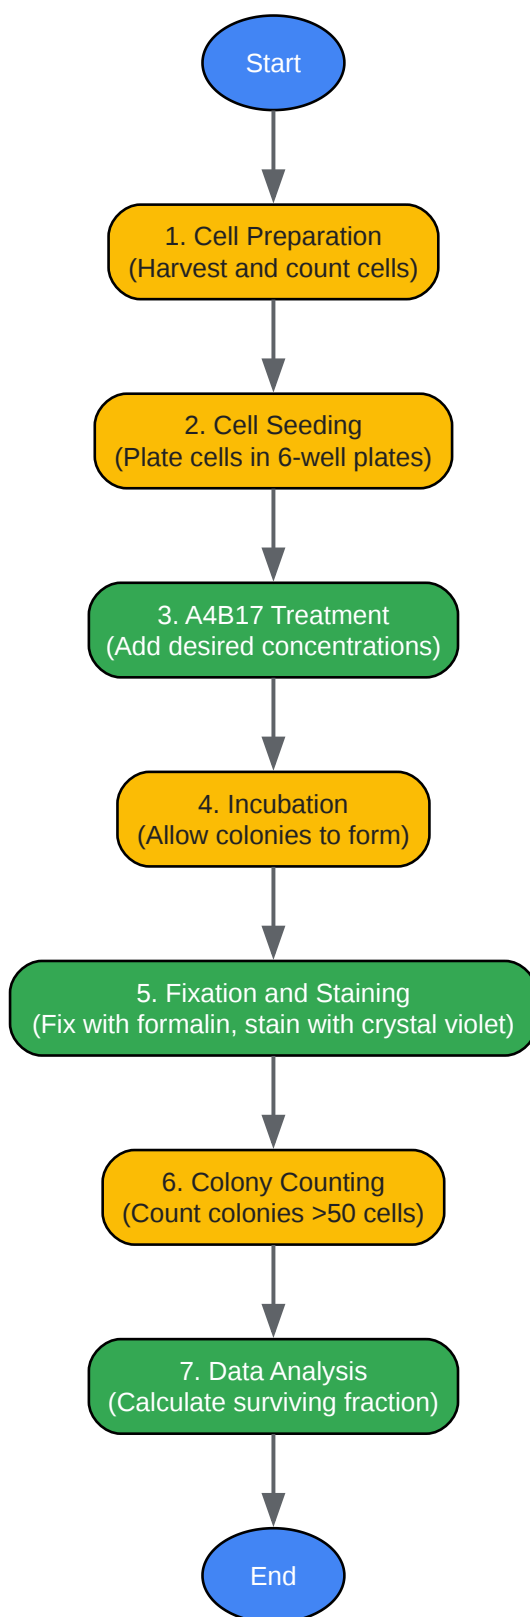 Start
1. Cell Preparation
(Harvest and count cells)
2. Cell Seeding
(Plate cells in 6-well plates)
3. A4B17 Treatment
(Add desired concentrations)
4. Incubation
(Allow colonies to form)
5. Fixation and Staining
(Fix with formalin, stain with crystal violet)
6. Colony Counting
(Count colonies >50 cells)
7. Data Analysis
(Calculate surviving fraction)
End